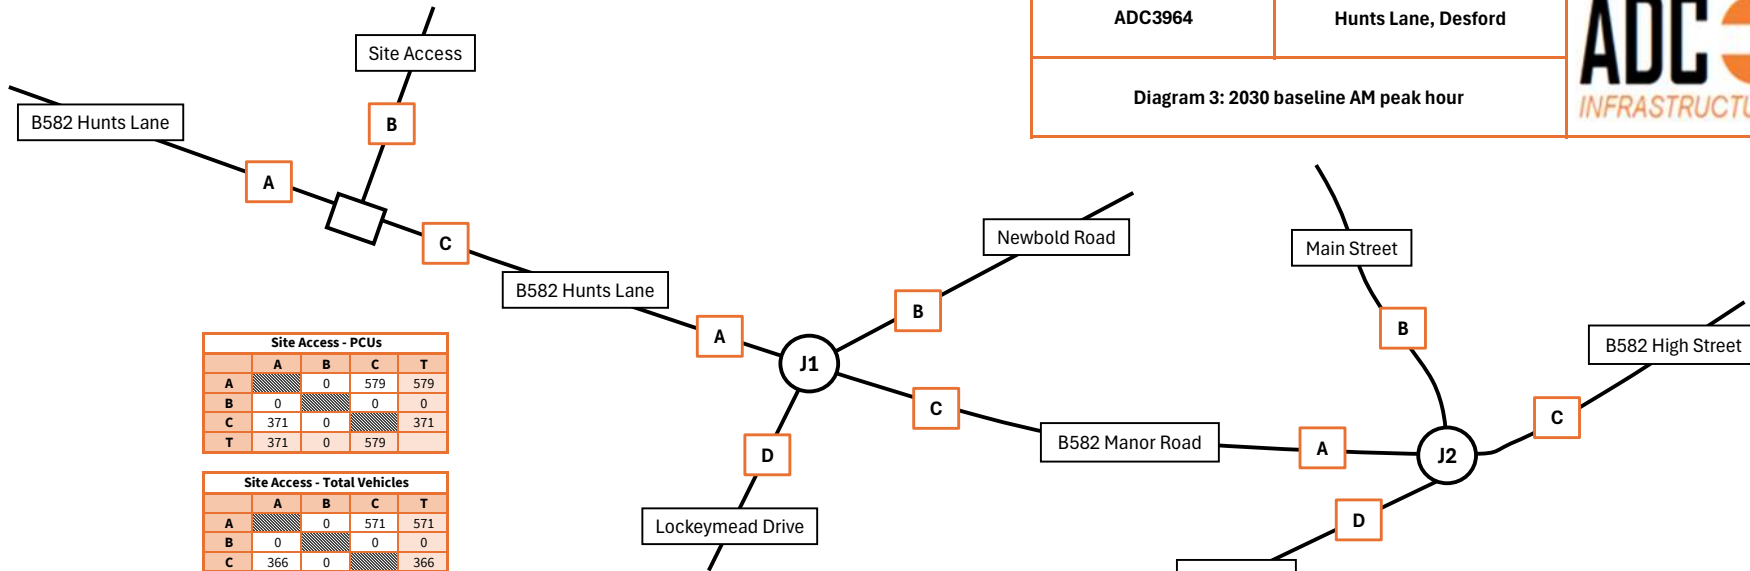 ADC3964
Hunts Lane, Desford
ADC
INFRASTRUCTU
Diagram 3: 2030 baseline AM peak hour
Site Access
B582 Hunts Lane
B
A
C
B582 Hunts Lane
Newbold Road
Main Street
B
A
B
B582 High Street
J1
C
C
B582 Manor Road
A
J2
D
D
Lockeymead Drive
Site Access - PCUs
A B C T
A 0 579 579
B 0 0 0
C 371 0 371
T 371 0 579
Site Access - Total Vehicles
A B C T
A 0 571 571
B 0 0 0
C 366 0 366